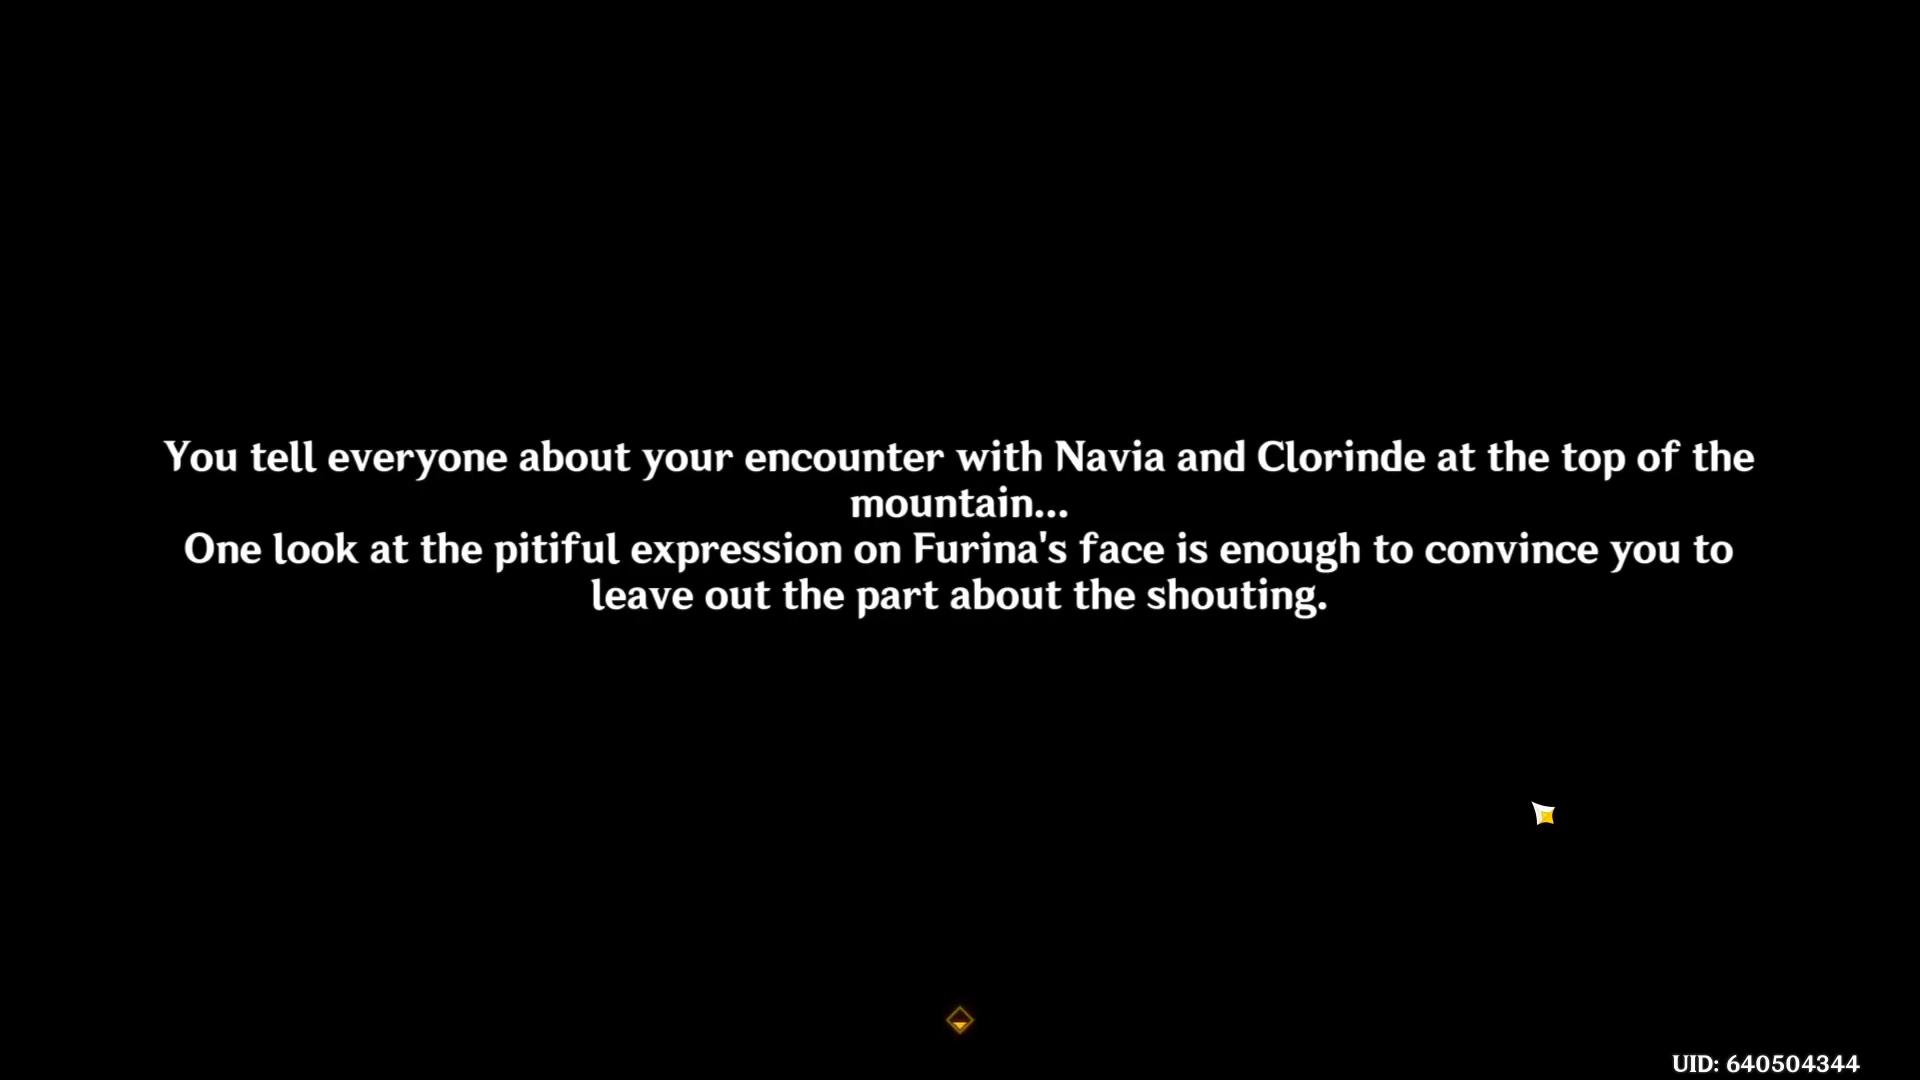 You tell everyone about your encounter with Navia and Clorinde at the top of the
mountain...
One look at the pitiful expression on Furina's face is enough to convince you to
leave out the part about the shouting.
UID: 640504344